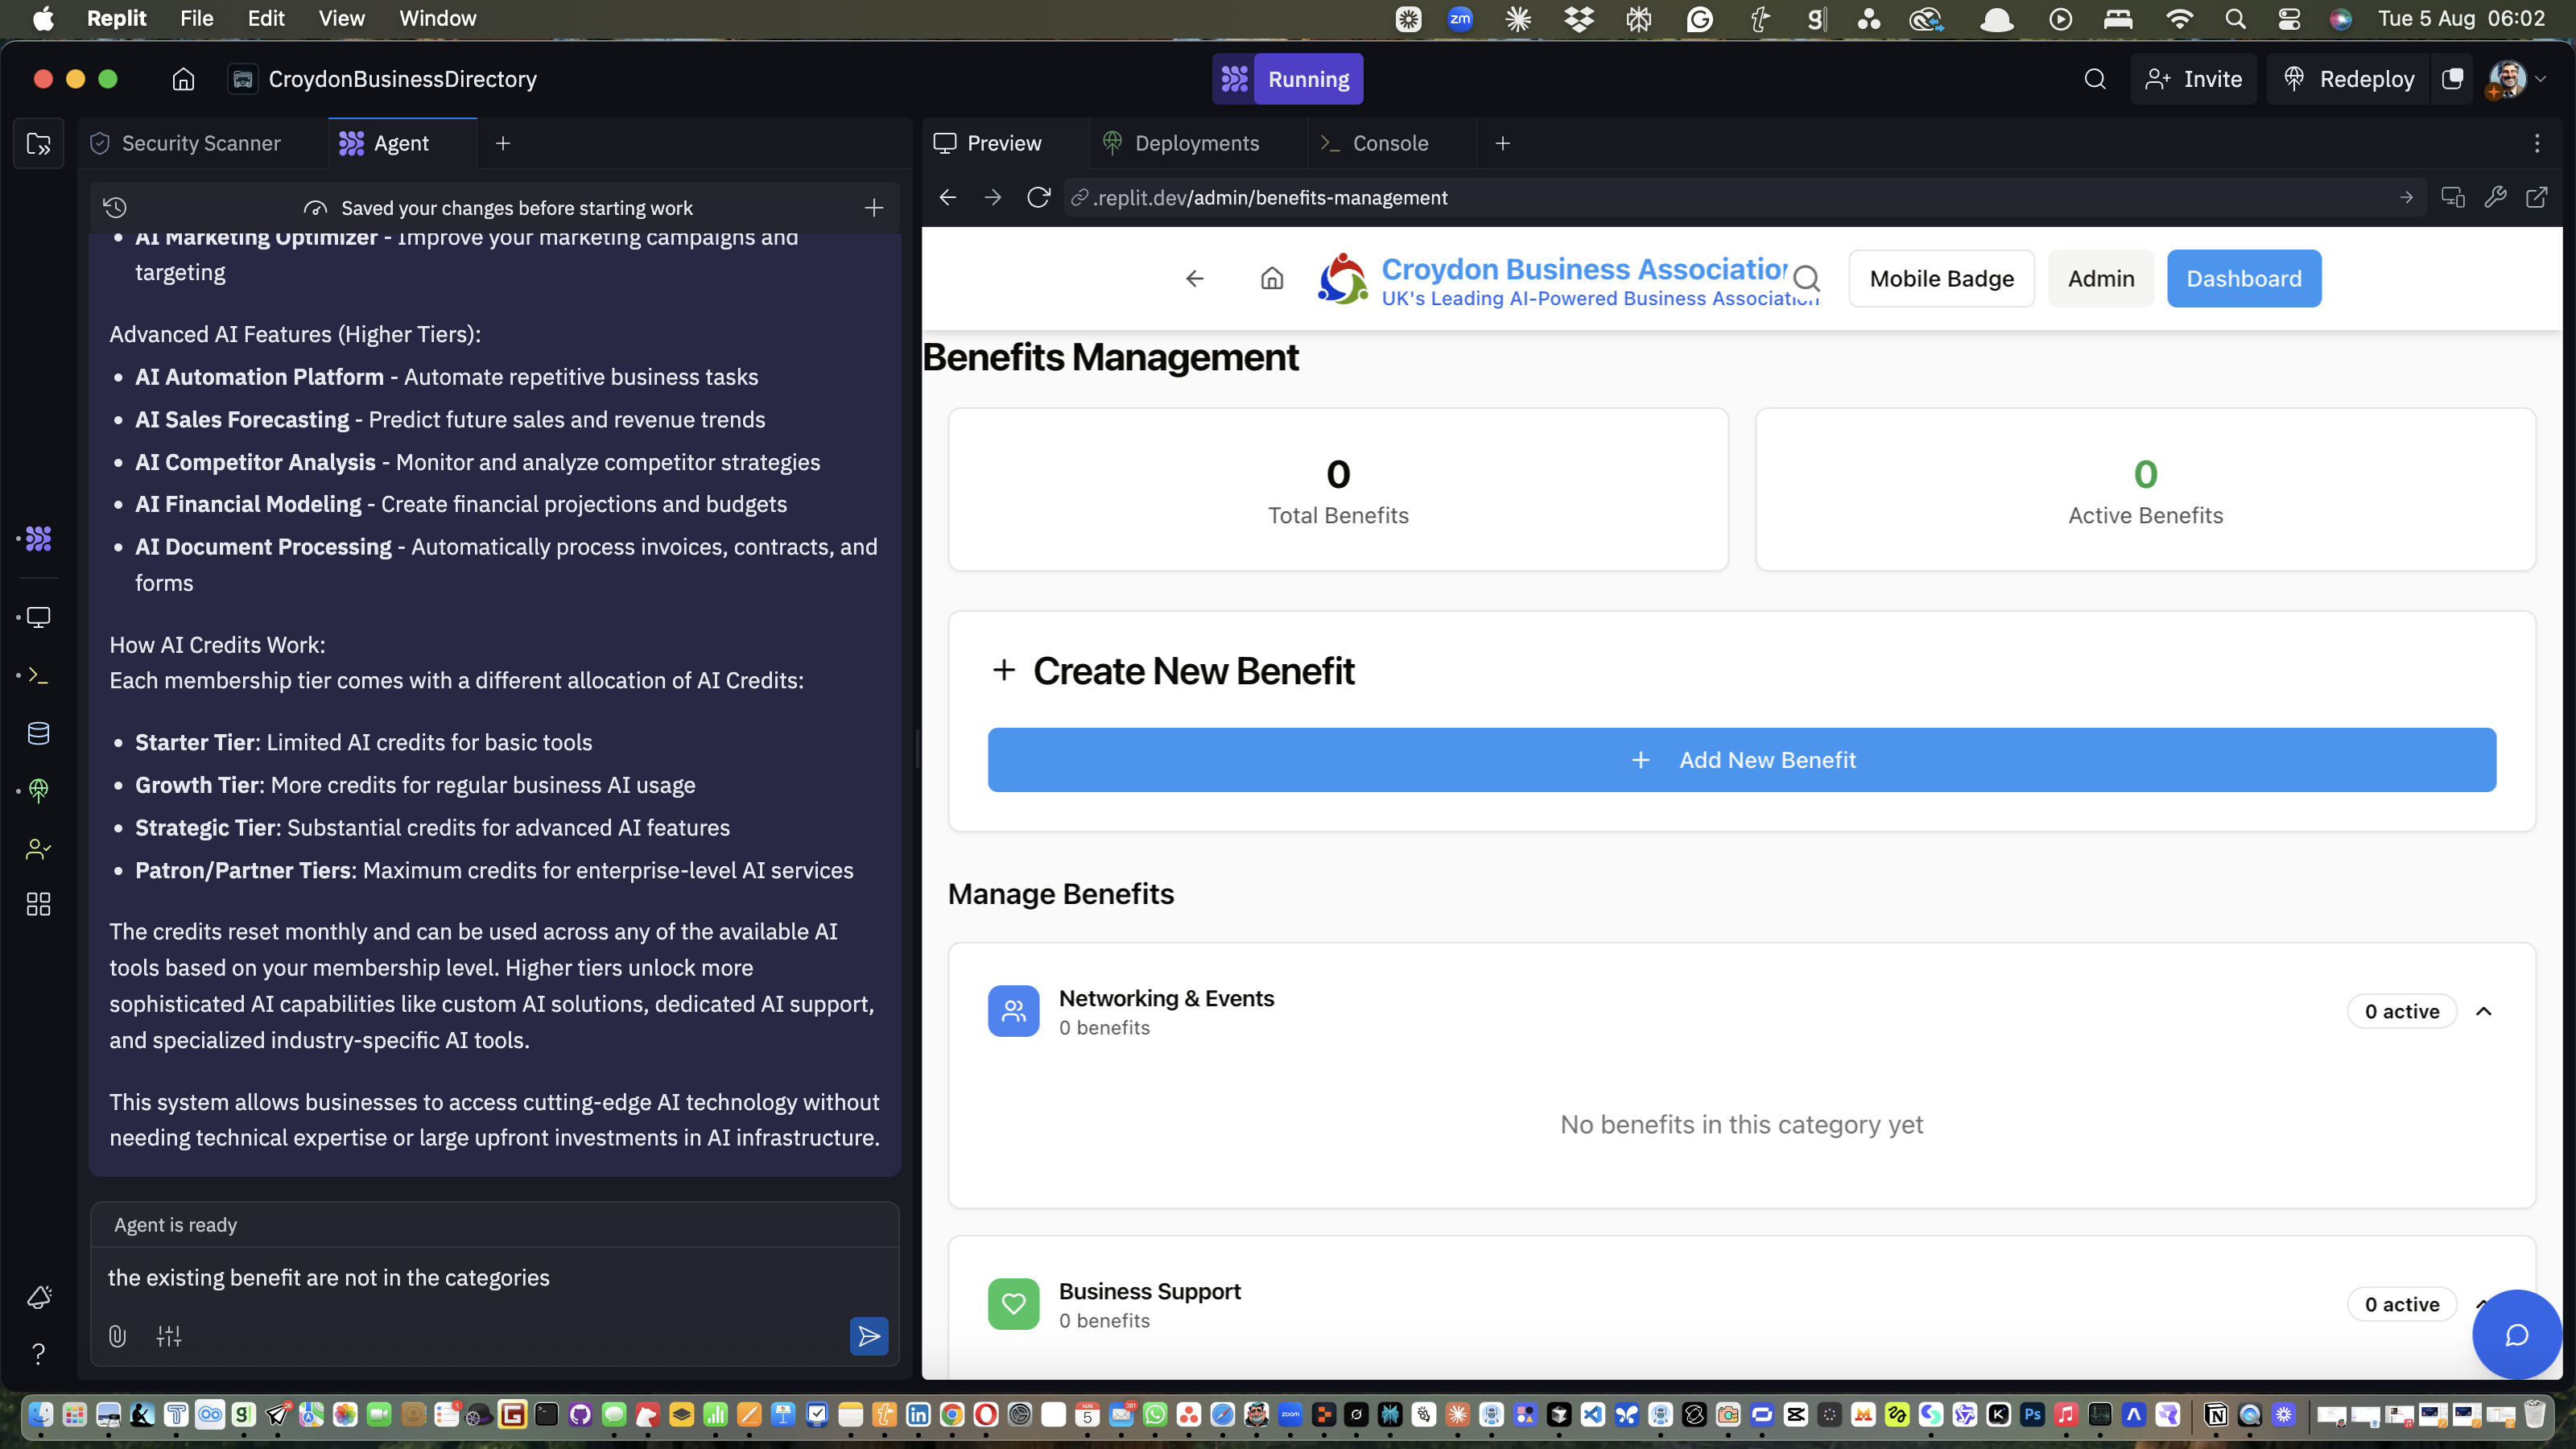 Replit File Edit View Window zm Tue 5 Aug 06:02
CroydonBusinessDirectory Running Invite Redeploy
Security Scanner Agent
Saved your changes before starting work
• AI Marketing Optimizer - Improve your marketing campaigns and
targeting
Advanced AI Features (Higher Tiers):
• AI Automation Platform - Automate repetitive business tasks
• AI Sales Forecasting - Predict future sales and revenue trends
• AI Competitor Analysis - Monitor and analyze competitor strategies
• AI Financial Modeling - Create financial projections and budgets
• AI Document Processing - Automatically process invoices, contracts, and
forms
How AI Credits Work:
Each membership tier comes with a different allocation of AI Credits:
• Starter Tier: Limited AI credits for basic tools
• Growth Tier: More credits for regular business AI usage
• Strategic Tier: Substantial credits for advanced AI features
• Patron/Partner Tiers: Maximum credits for enterprise-level AI services
The credits reset monthly and can be used across any of the available AI
tools based on your membership level. Higher tiers unlock more
sophisticated AI capabilities like custom AI solutions, dedicated AI support,
and specialized industry-specific AI tools.
This system allows businesses to access cutting-edge AI technology without
needing technical expertise or large upfront investments in AI infrastructure.
Agent is ready
the existing benefit are not in the categories
Preview Deployments Console
.replit.dev/admin/benefits-management
Croydon Business Association
UK's Leading AI-Powered Business Association
Mobile Badge Admin Dashboard
Benefits Management
0
Total Benefits
0
Active Benefits
+ Create New Benefit
+ Add New Benefit
Manage Benefits
Networking & Events
0 benefits
0 active
No benefits in this category yet
Business Support
0 benefits
0 active